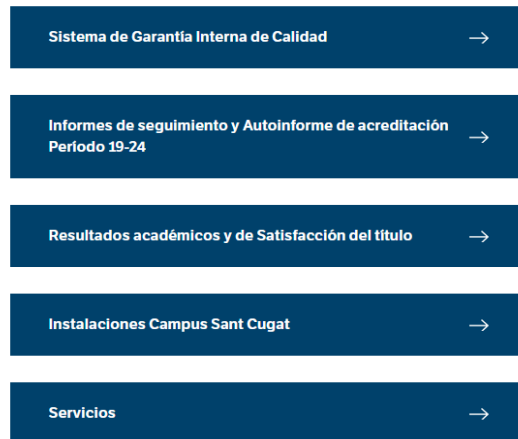 Sistema de Garantía Interna de Calidad
Informes de seguimiento y Autoinforme de acreditación
Periodo 19-24
Resultados académicos y de Satisfacción del título
Instalaciones Campus Sant Cugat
Servicios